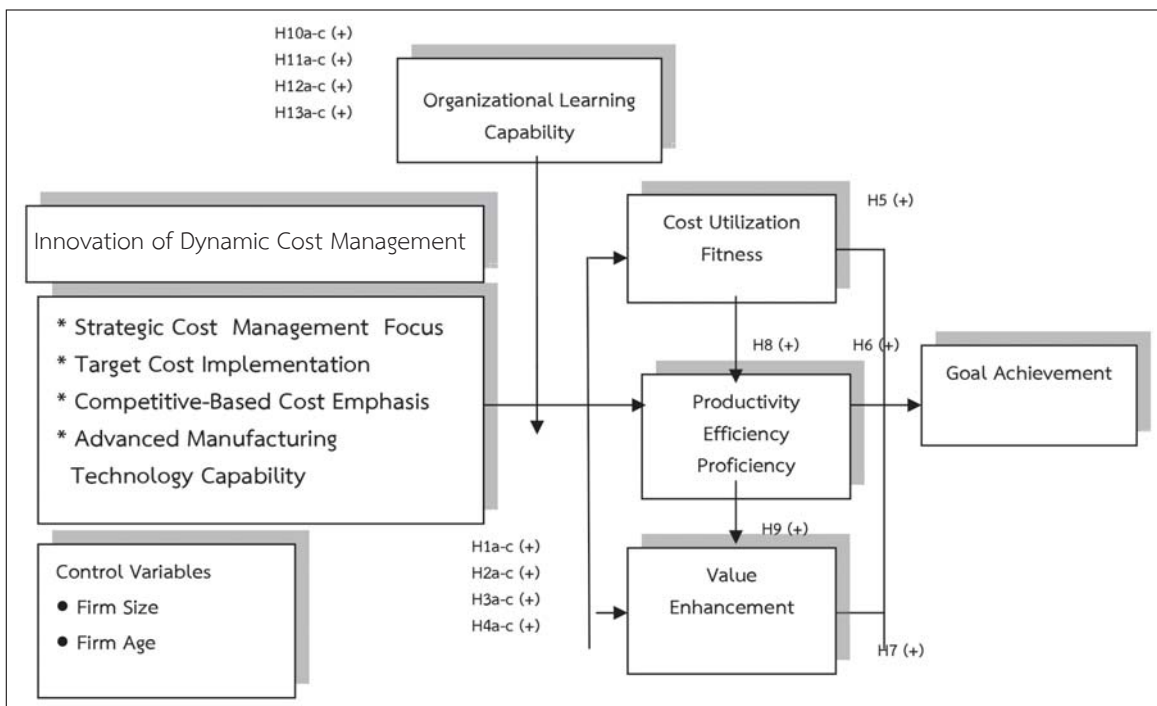 H10a-c (+)
H11a-c (+)
H12a-c (+)
H13a-c (+)
Organizational Learning
Capability
Innovation of Dynamic Cost Management
* Strategic Cost Management Focus
* Target Cost Implementation
* Competitive-Based Cost Emphasis
* Advanced Manufacturing
Technology Capability
Control Variables
● Firm Size
● Firm Age
H1a-c (+)
H2a-c (+)
H3a-c (+)
H4a-c (+)
Cost Utilization
Fitness
H5 (+)
H8 (+)
H6 (+)
Productivity
Efficiency
Proficiency
Goal Achievement
H9 (+)
Value
Enhancement
H7 (+)